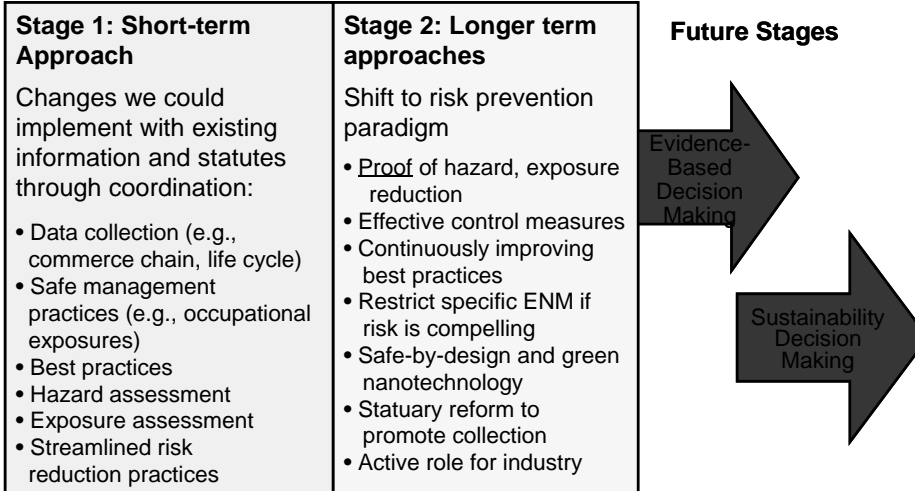 Stage 1: Short-term
Approach
Changes we could
implement with existing
information and statutes
through coordination:
• Data collection (e.g.,
commerce chain, life cycle)
• Safe management
practices (e.g., occupational
exposures)
• Best practices
• Hazard assessment
• Exposure assessment
• Streamlined risk
reduction practices
Stage 2: Longer term
approaches
Shift to risk prevention
paradigm
• Proof of hazard, exposure
reduction
• Effective control measures
• Continuously improving
best practices
• Restrict specific ENM if
risk is compelling
• Safe-by-design and green
nanotechnology
• Statuary reform to
promote collection
• Active role for industry
Future Stages
Evidence-
Based
Decision
Making
Sustainability
Decision
Making